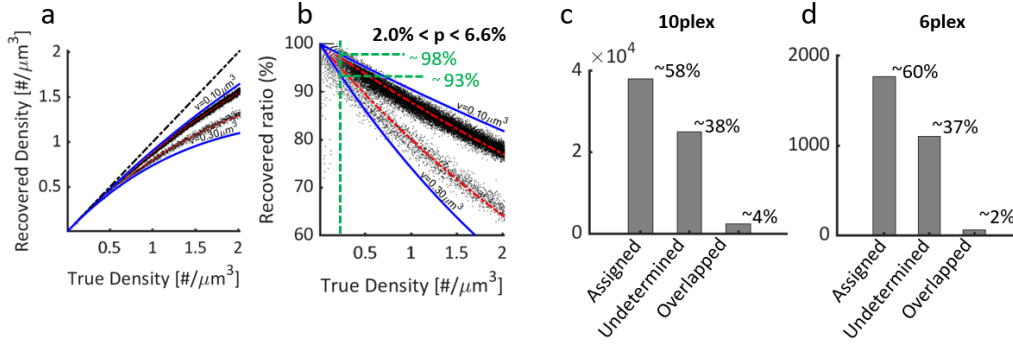 a
Recovered Density [#/μm³]
2
1.5
1
0.5
v=0.10μm³
v=0.30μm³
0.5
1
1.5
2
True Density [#/μm³]
b
2.0% < p < 6.6%
Recovered ratio (%)
100
90
80
70
60
~98%
~93%
v=0.10μm³
v=0.30μm³
0.5
1
1.5
2
True Density [#/μm³]
c
10plex
×10⁴
4
2
0
~58%
~38%
~4%
Assigned
Undetermined
Overlapped
d
6plex
2000
1000
0
~60%
~37%
~2%
Assigned
Undetermined
Overlapped